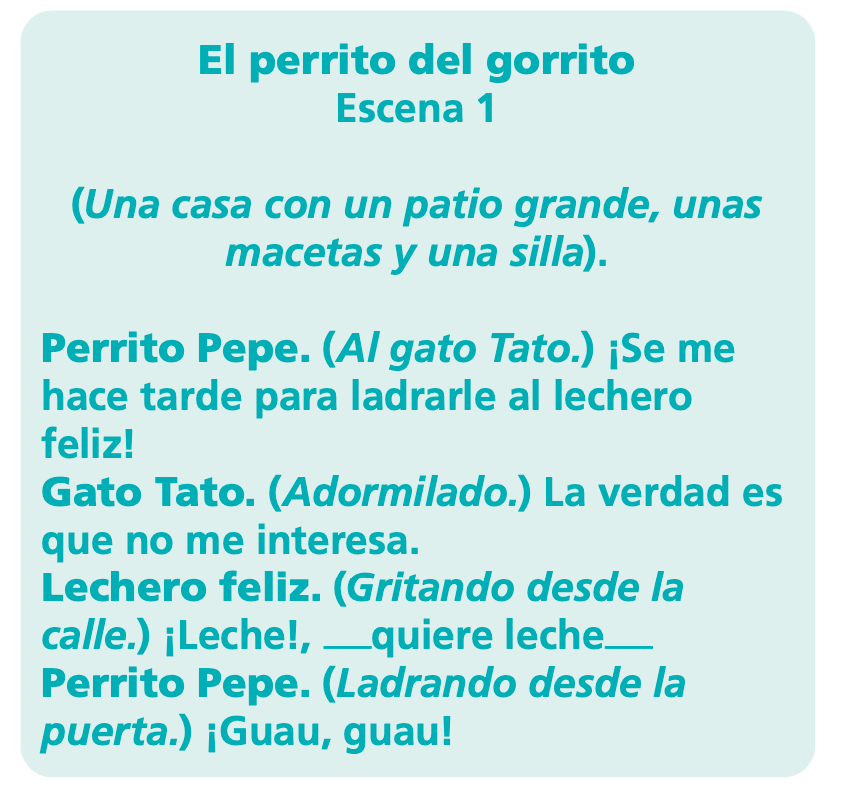 El perrito del gorrito
Escena 1
(Una casa con un patio grande, unas
macetas y una silla).
Perrito Pepe. (Al gato Tato.) ¡Se me
hace tarde para ladrarle al lechero
feliz!
Gato Tato. (Adormilado.) La verdad es
que no me interesa.
Lechero feliz. (Gritando desde la
calle.) ¡Leche!, __quiere leche__
Perrito Pepe. (Ladrando desde la
puerta.) ¡Guau, guau!